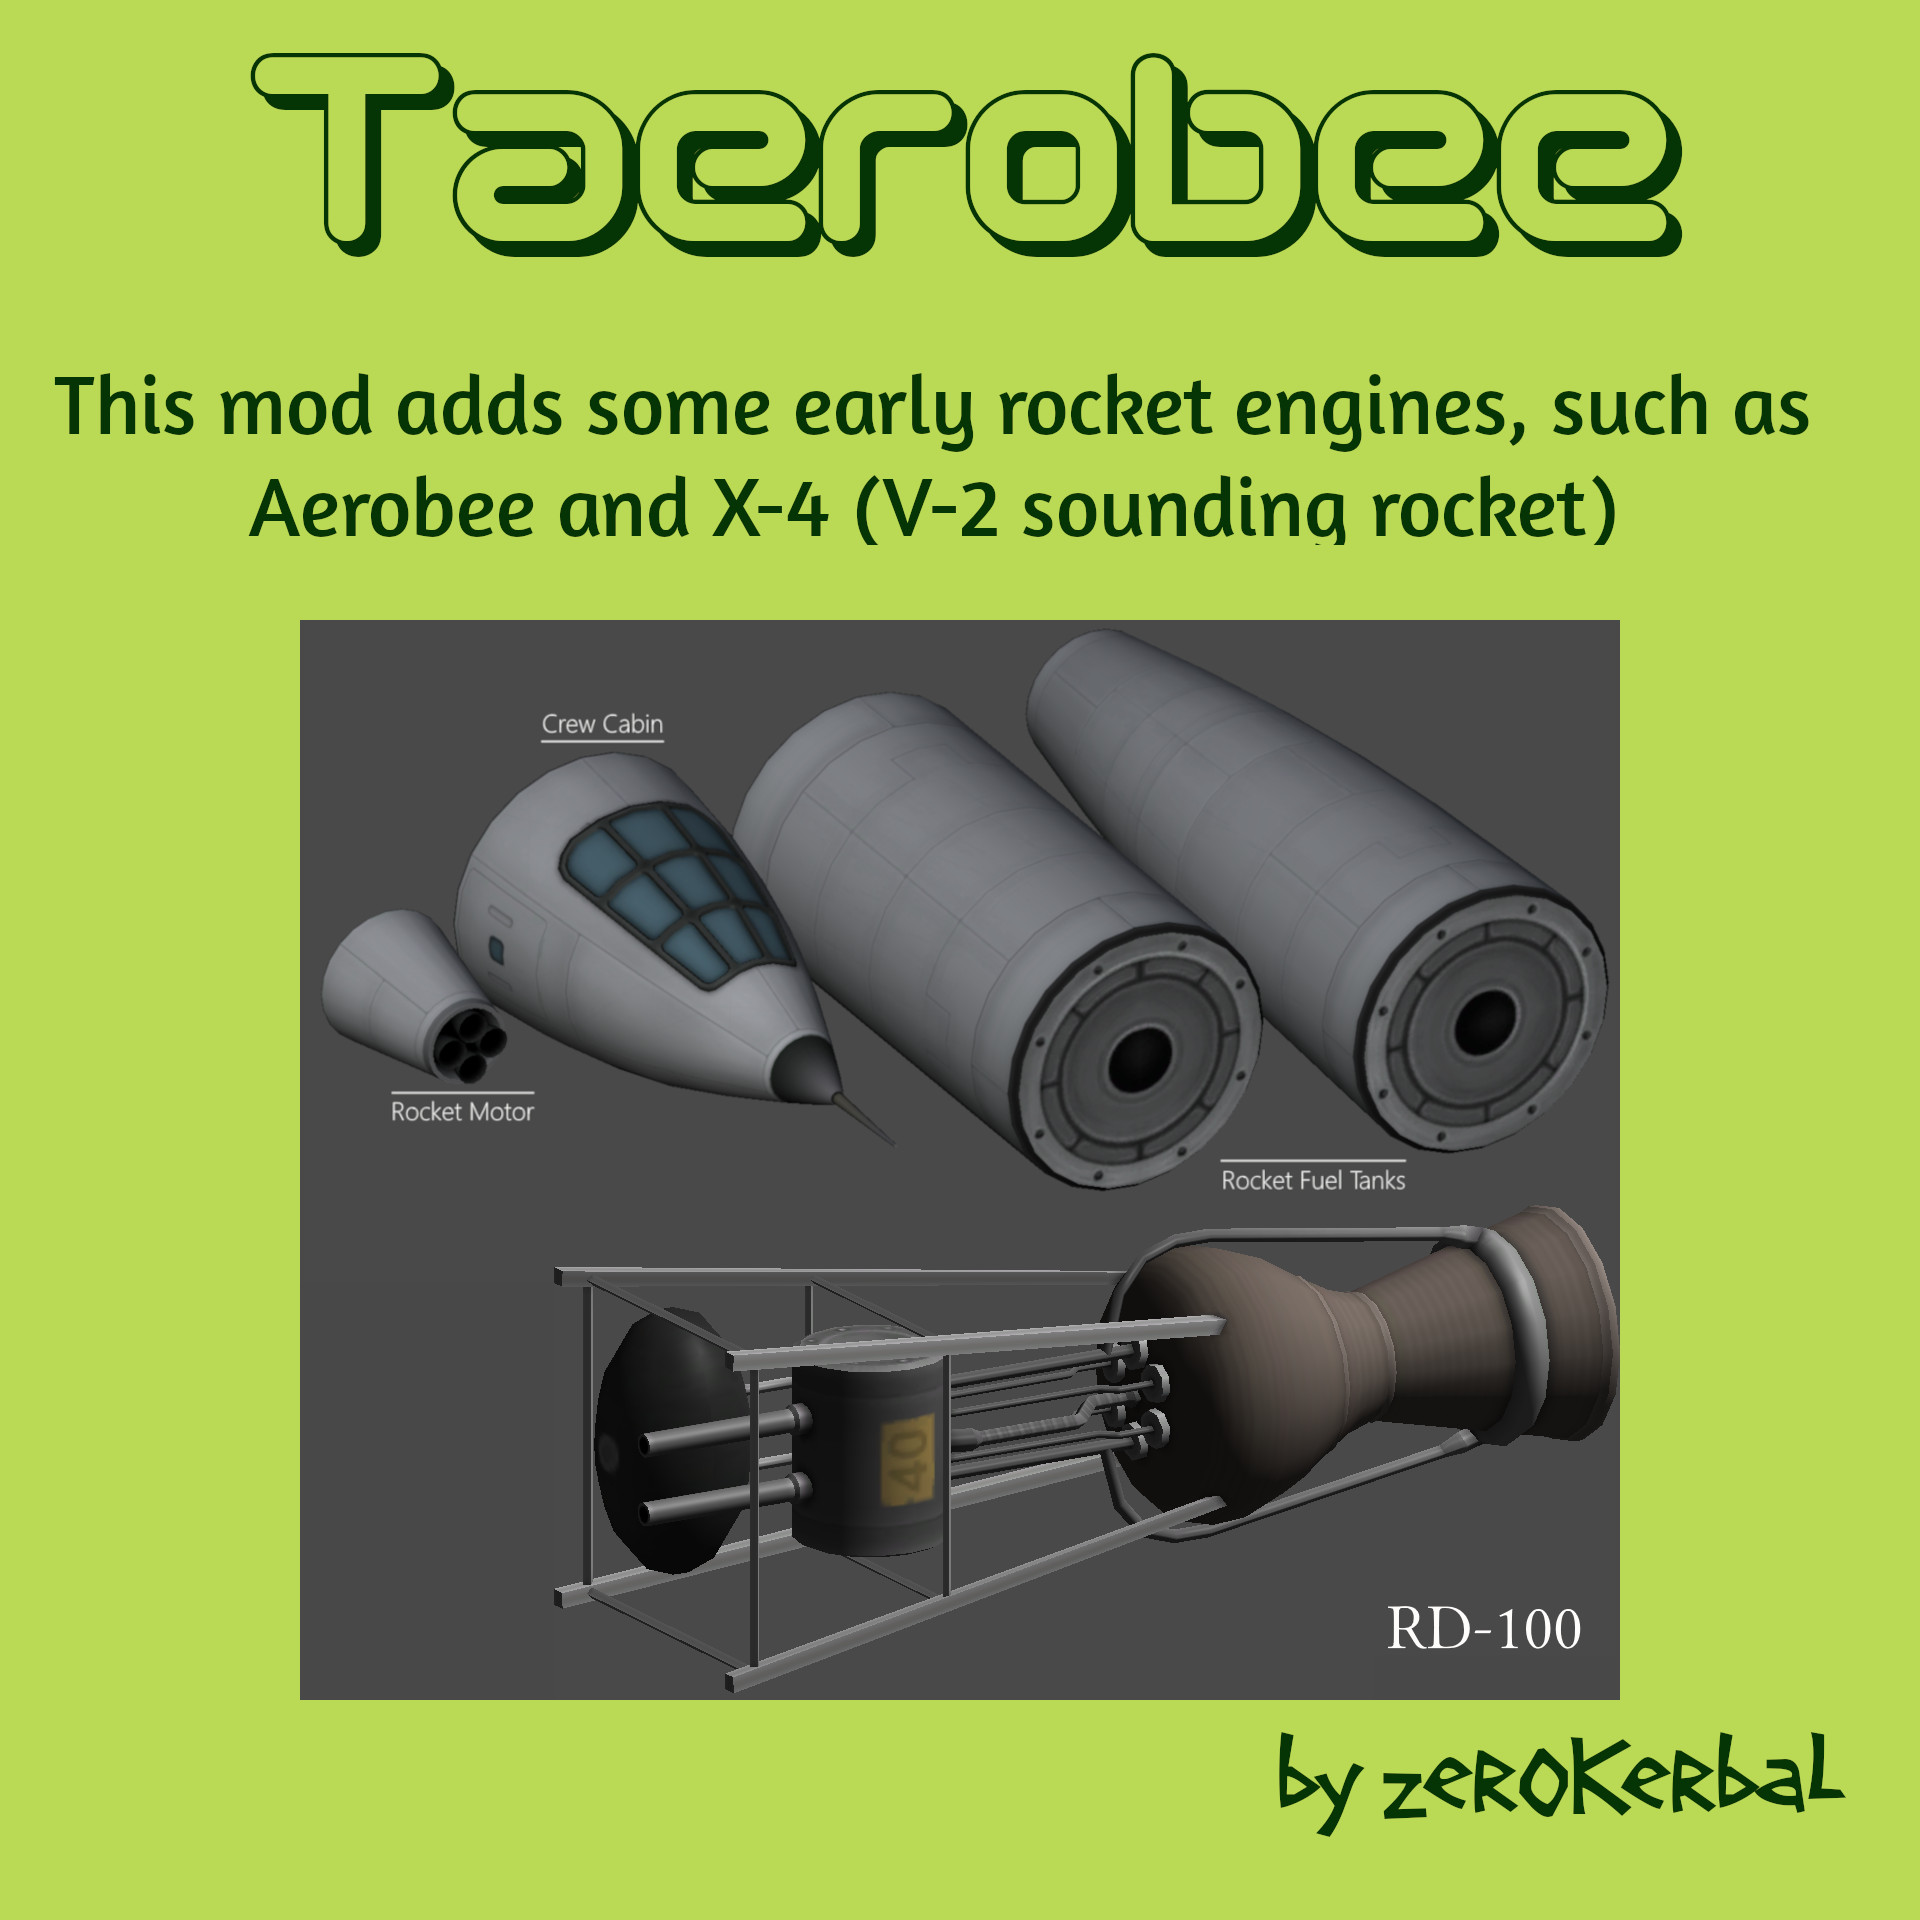 Taerobee
This mod adds some early rocket engines, such as
Aerobee and X-4 (V-2 sounding rocket)
Crew Cabin
Rocket Motor
Rocket Fuel Tanks
40
RD-100
by zeroKerbal